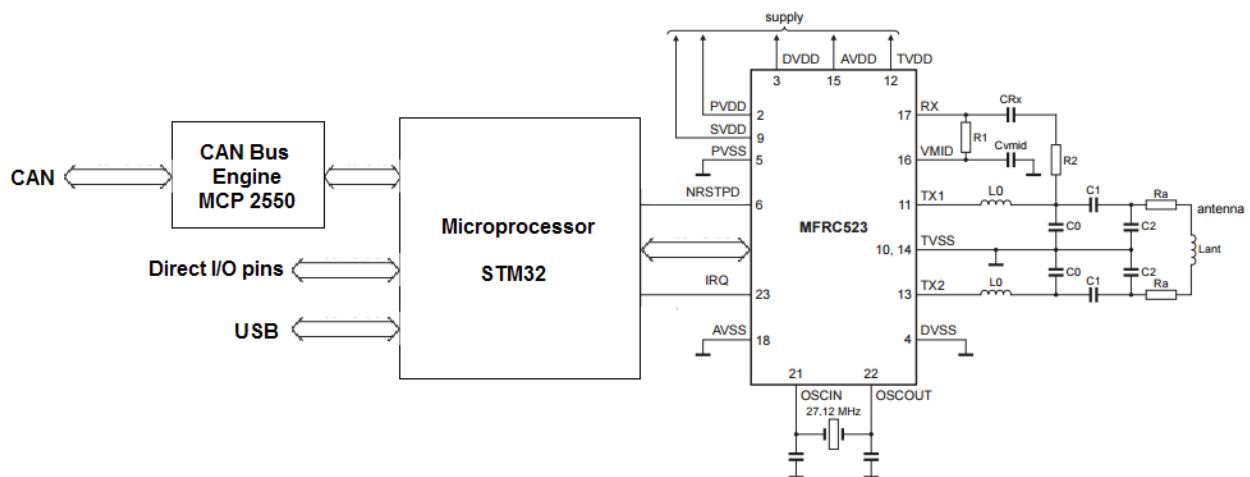 supply
DVDD
AVDD
TVDD
3
15
12
PVDD
2
SVDD
9
PVSS
5
NRSTPD
6
IRQ
23
AVSS
18
MFRC523
RX
17
VMID
16
TX1
11
TVSS
10, 14
TX2
13
DVSS
4
21
22
OSCIN
OSCOUT
27.12 MHz
CRx
R1
Cvmid
R2
L0
C1
Ra
antenna
C0
C2
Lant
C0
C2
L0
C1
Ra
CAN
CAN Bus
Engine
MCP 2550
Microprocessor
STM32
Direct I/O pins
USB